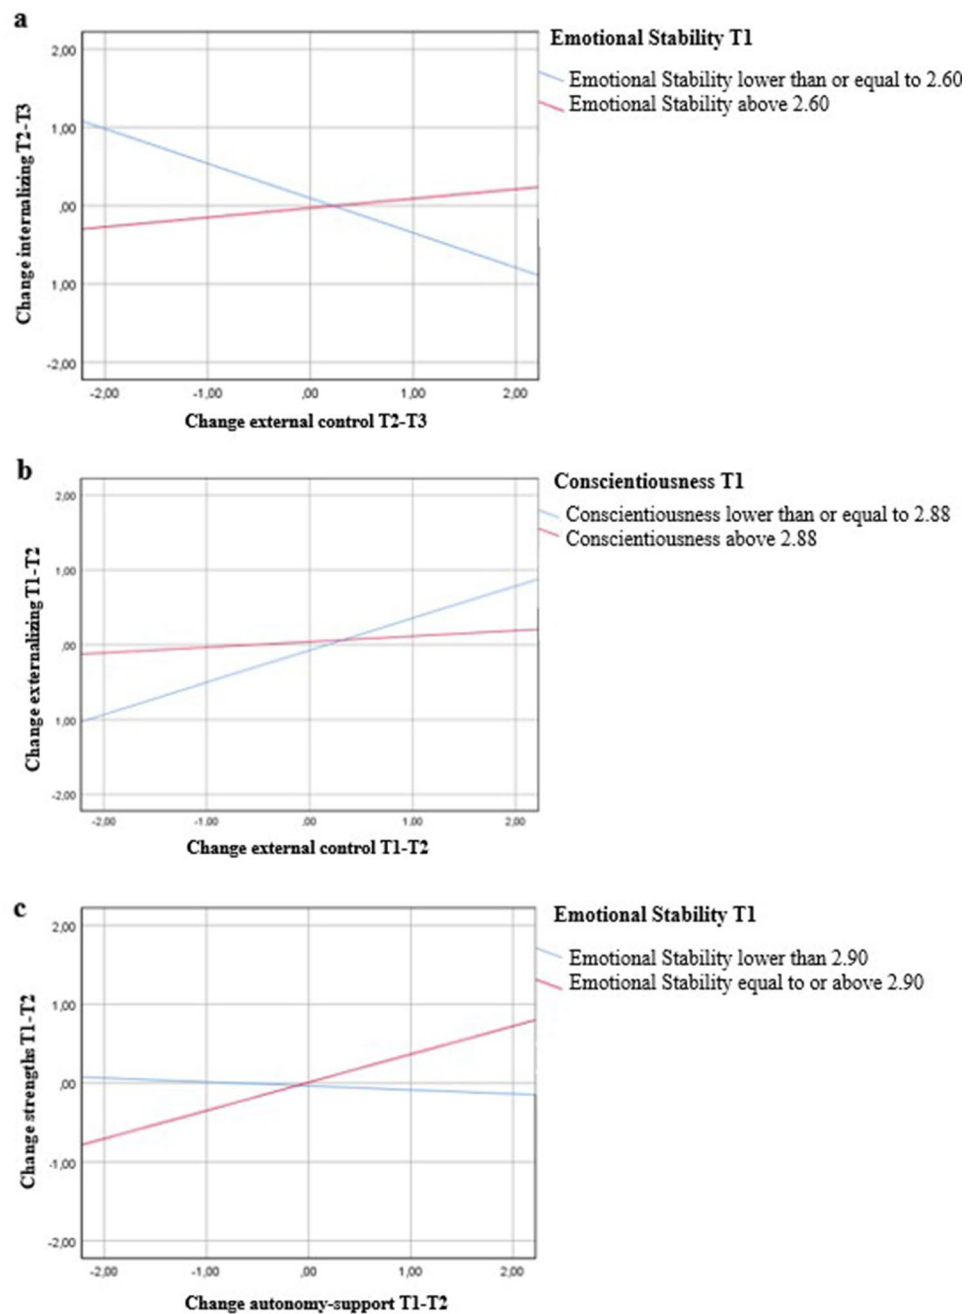 a
Emotional Stability T1
Emotional Stability lower than or equal to 2.60
Emotional Stability above 2.60
Change internalizing T2-T3
2,00
1,00
,00
1,00
-2,00
-2,00 -1,00 ,00 1,00 2,00
Change external control T2-T3
b
Conscientiousness T1
Conscientiousness lower than or equal to 2.88
Conscientiousness above 2.88
Change externalizing T1-T2
2,00
1,00
,00
1,00
-2,00
-2,00 -1,00 ,00 1,00 2,00
Change external control T1-T2
c
Emotional Stability T1
Emotional Stability lower than 2.90
Emotional Stability equal to or above 2.90
Change strengths T1-T2
2,00
1,00
,00
-1,00
-2,00
-2,00 -1,00 ,00 1,00 2,00
Change autonomy-support T1-T2